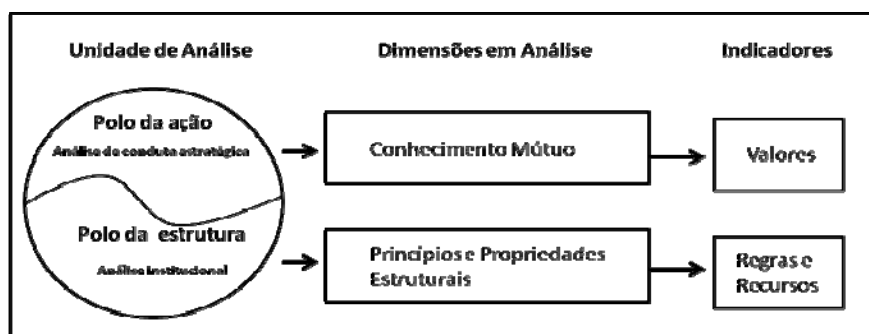 Unidade de Análise
Dimensões em Análise
Indicadores
Polo da ação
Análise de conduta estratégica
Conhecimento Mútuo
Valores
Polo da estrutura
Análise institucional
Princípios e Propriedades
Estruturais
Regras e
Recursos